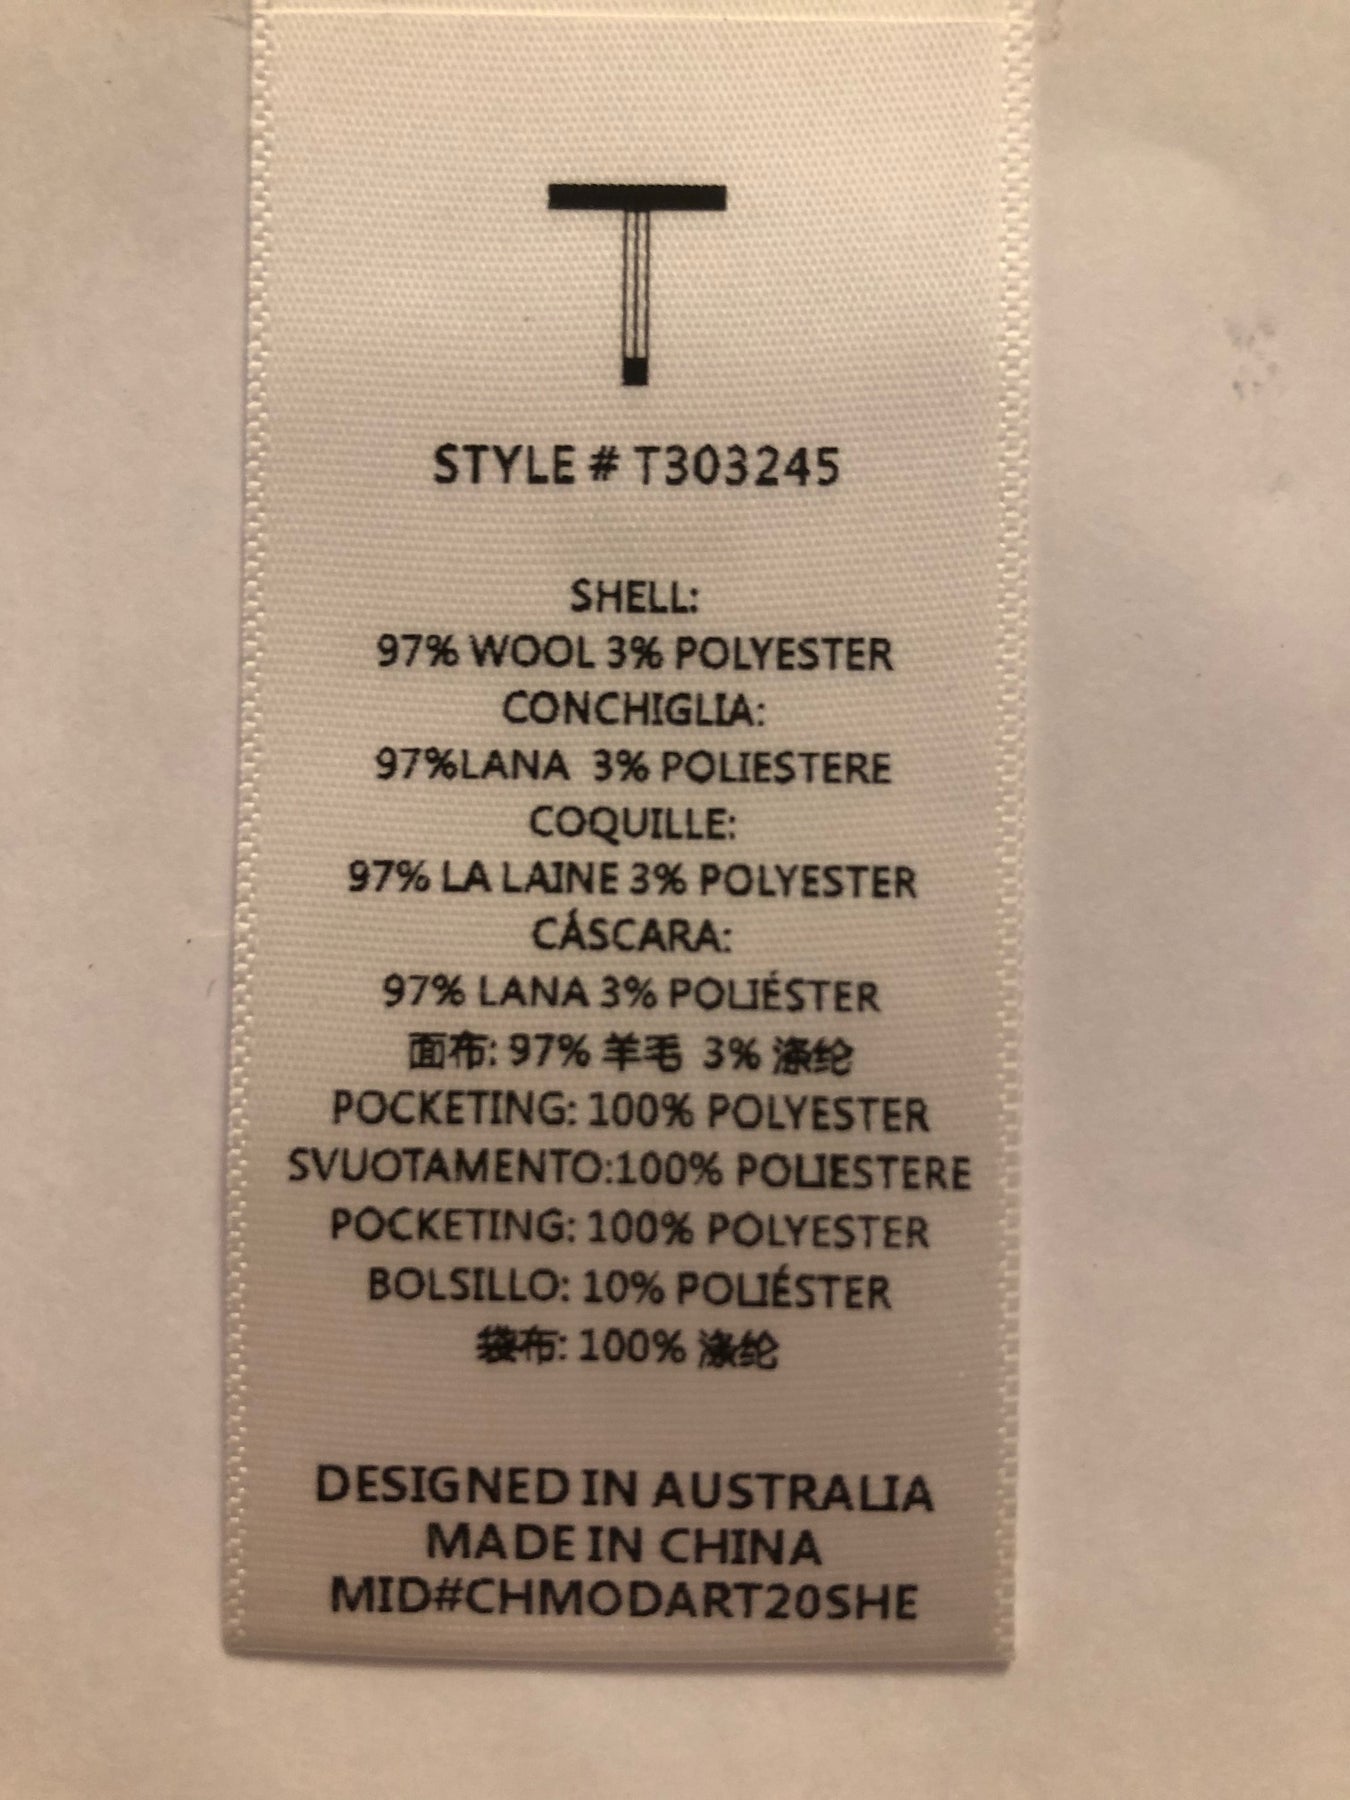 T
STYLE # T303245
SHELL:
97% WOOL 3% POLYESTER
CONCHIGLIA:
97%LANA 3% POLIESTERE
COQUILLE:
97% LA LAINE 3% POLYESTER
CÁSCARA:
97% LANA 3% POLIÉSTER
面布: 97% 羊毛 3% 涤纶
POCKETING: 100% POLYESTER
SVUOTAMENTO:100% POLIESTERE
POCKETING: 100% POLYESTER
BOLSILLO: 10% POLIÉSTER
袋布: 100% 涤纶
DESIGNED IN AUSTRALIA
MADE IN CHINA
MID#CHMODART20SHE